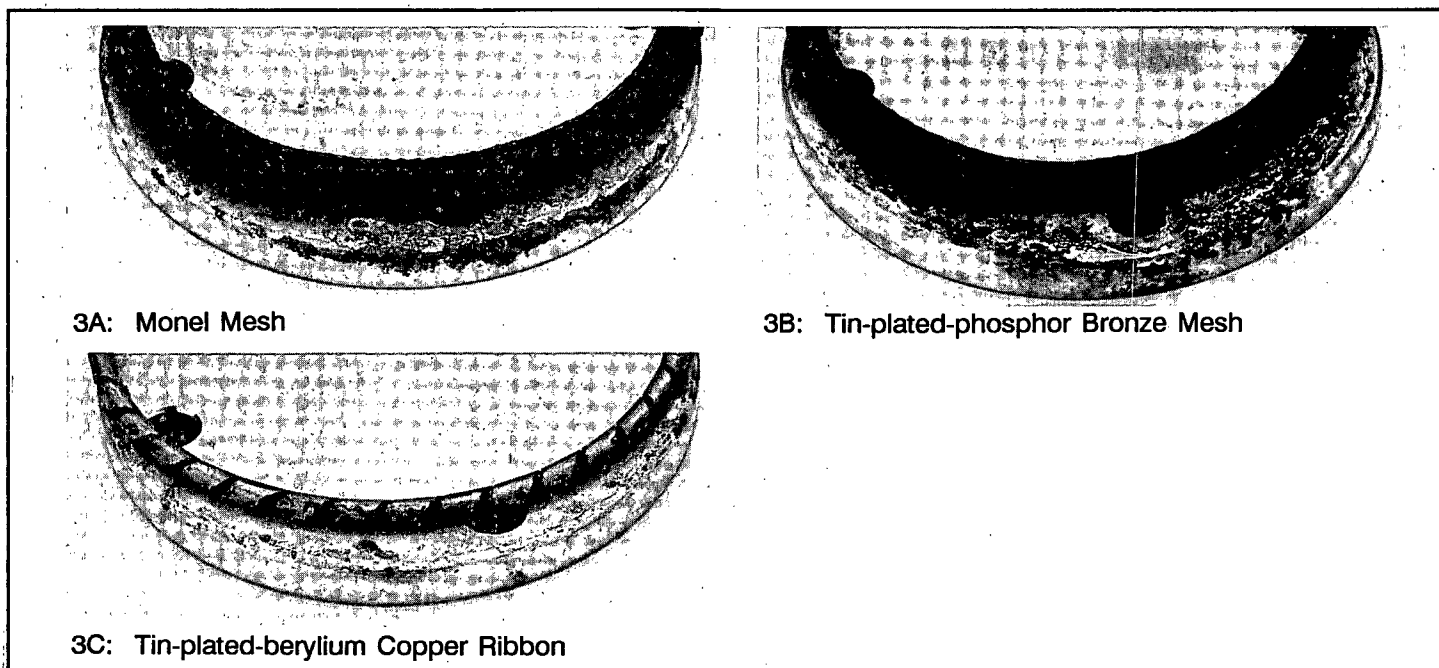 3A: Monel Mesh
3B: Tin-plated-phosphor Bronze Mesh
3C: Tin-plated-berylium Copper Ribbon